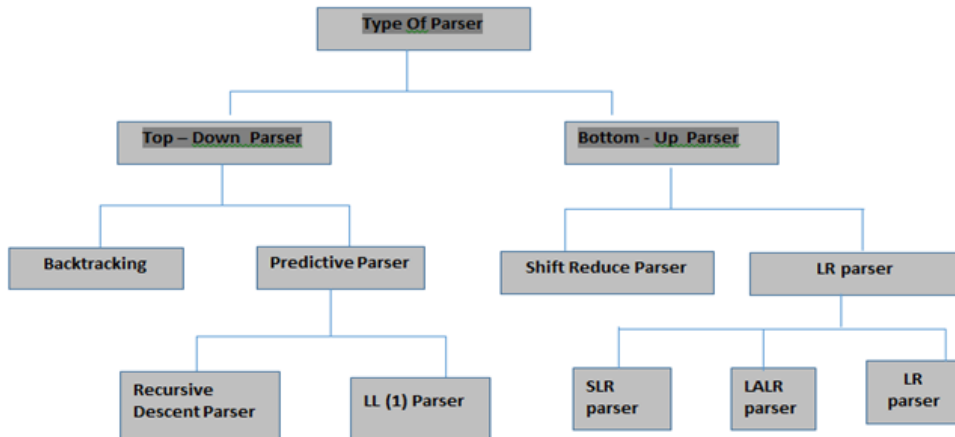 Type Of Parser
Top – Down Parser
Bottom - Up Parser
Backtracking
Predictive Parser
Shift Reduce Parser
LR parser
Recursive
Descent Parser
LL (1) Parser
SLR
parser
LALR
parser
LR
parser